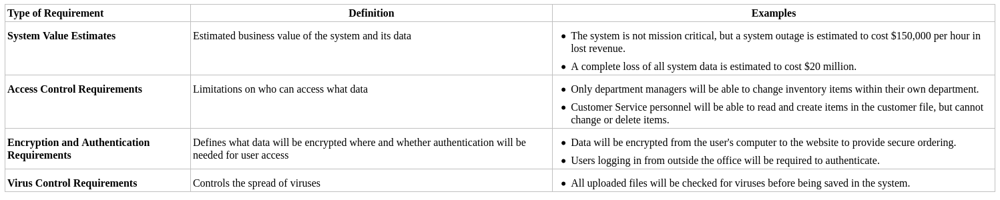 Type of Requirement
Definition
Examples
System Value Estimates
Estimated business value of the system and its data
• The system is not mission critical, but a system outage is estimated to cost $150,000 per hour in
lost revenue.
• A complete loss of all system data is estimated to cost $20 million.
Access Control Requirements
Limitations on who can access what data
• Only department managers will be able to change inventory items within their own department.
• Customer Service personnel will be able to read and create items in the customer file, but cannot
change or delete items.
Encryption and Authentication
Requirements
Defines what data will be encrypted where and whether authentication will be
needed for user access
• Data will be encrypted from the user's computer to the website to provide secure ordering.
• Users logging in from outside the office will be required to authenticate.
Virus Control Requirements
Controls the spread of viruses
• All uploaded files will be checked for viruses before being saved in the system.